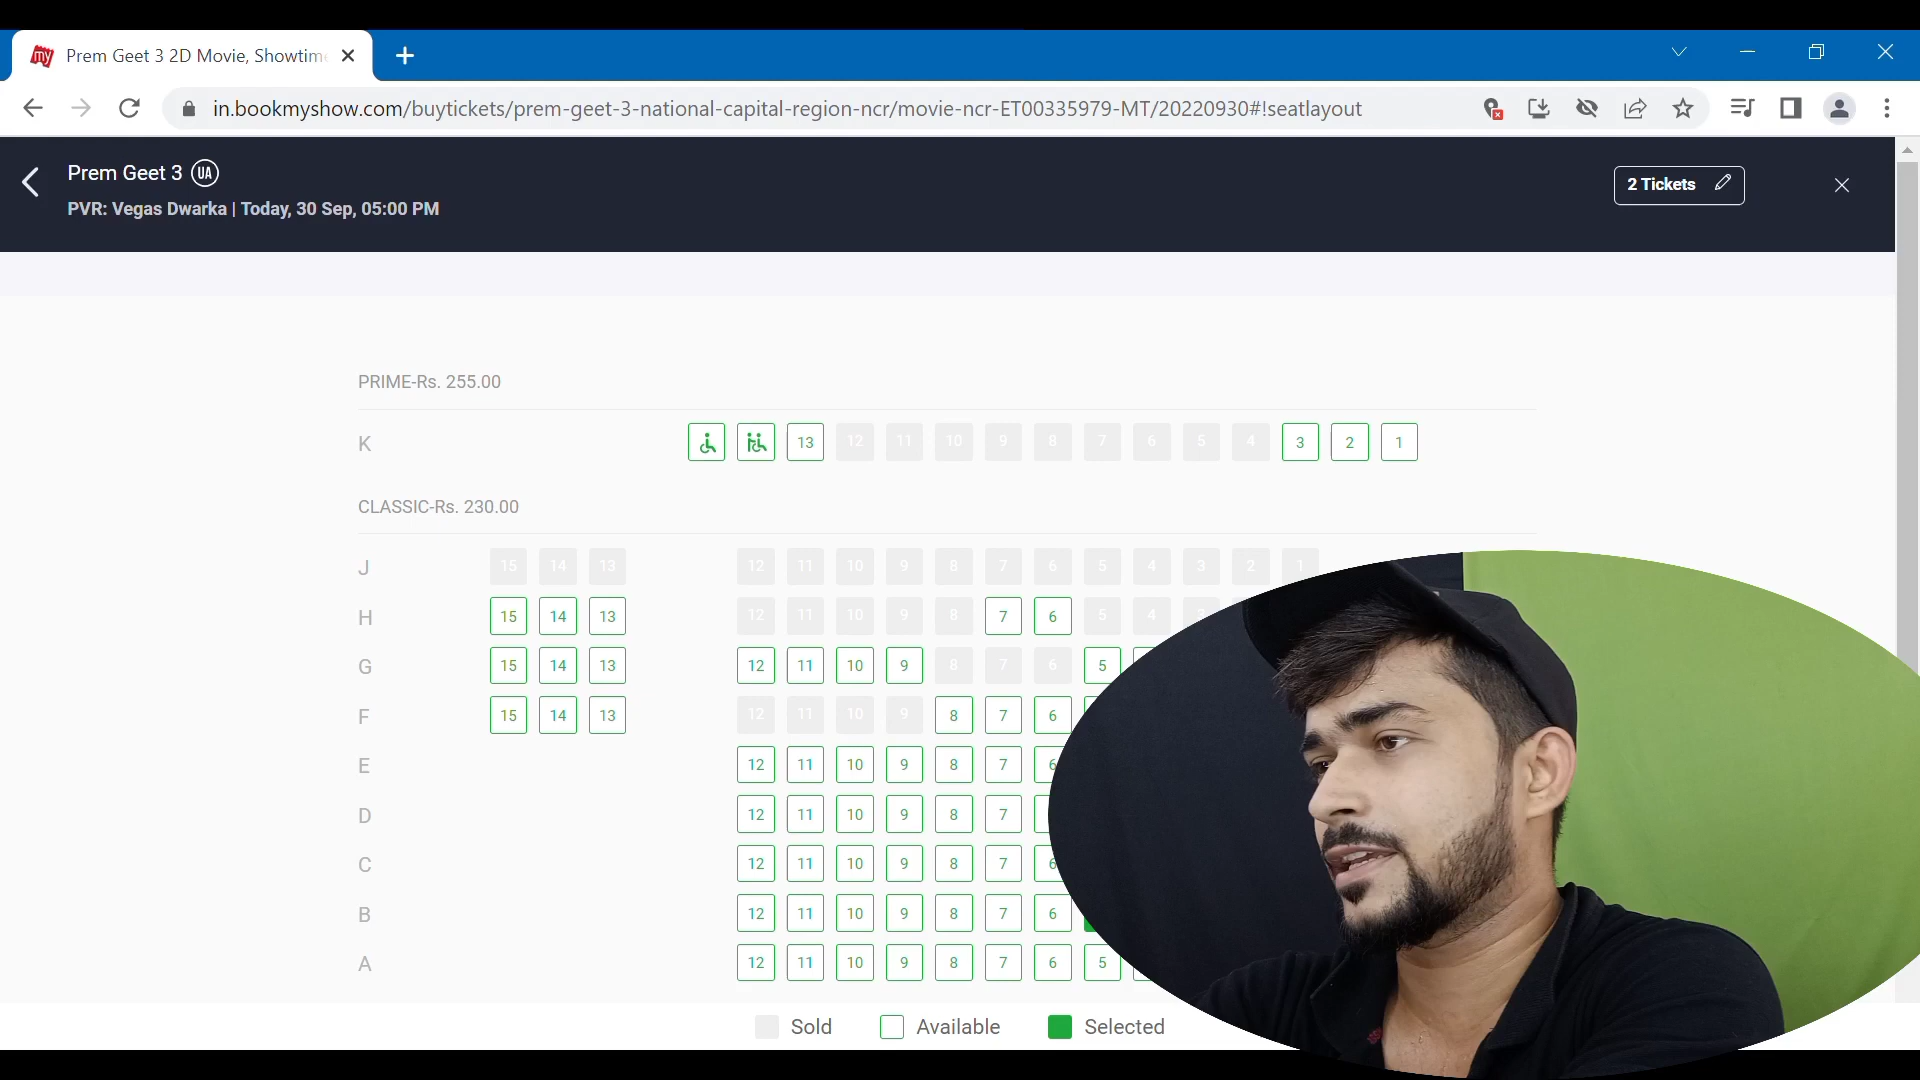 my Prem Geet 3 2D Movie, Showtim
in.bookmyshow.com/buytickets/prem-geet-3-national-capital-region-ncr/movie-ncr-ET00335979-MT/20220930#!seatlayout
Prem Geet 3 UA
PVR: Vegas Dwarka | Today, 30 Sep, 05:00 PM
2 Tickets
PRIME-Rs. 255.00
K 13 12 11 10 9 8 7 6 5 4 3 2 1
CLASSIC-Rs. 230.00
J 15 14 13 12 11 10 9 8 7 6 5 4 3 2 1
H 15 14 13 12 11 10 9 8 7 6 5 4 3
G 15 14 13 12 11 10 9 8 7 6 5
F 15 14 13 12 11 10 9 8 7 6
E 12 11 10 9 8 7 6
D 12 11 10 9 8 7
C 12 11 10 9 8 7 6
B 12 11 10 9 8 7 6
A 12 11 10 9 8 7 6 5
Sold Available Selected